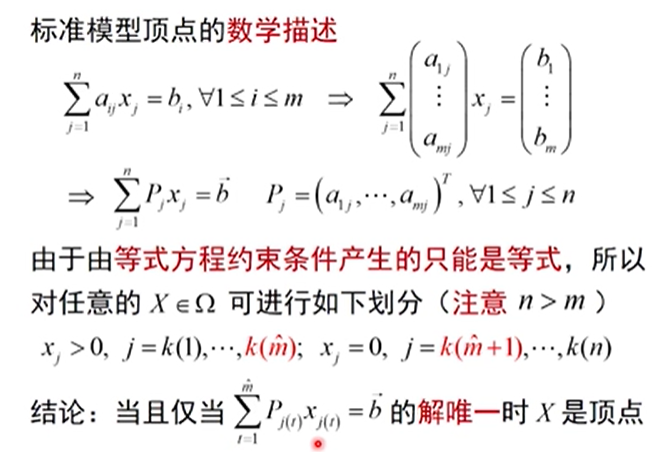 标准模型顶点的数学描述
$\sum_{j=1}^{n} a_{ij} x_j = b_i, \forall 1 \le i \le m \Rightarrow \sum_{j=1}^{n} \begin{pmatrix} a_{1j} \\ \vdots \\ a_{mj} \end{pmatrix} x_j = \begin{pmatrix} b_1 \\ \vdots \\ b_m \end{pmatrix}$
$\Rightarrow \sum_{j=1}^{n} P_j x_j = \vec{b} \quad P_j = (a_{1j}, \cdots, a_{mj})^T, \forall 1 \le j \le n$
由于由等式方程约束条件产生的只能是等式，所以
对任意的 $X \in \Omega$ 可进行如下划分（注意 $n > m$ ）
$x_j > 0, \ j = k(1), \cdots, k(\hat{m}); \ x_j = 0, \ j = k(\hat{m}+1), \cdots, k(n)$
结论：当且仅当 $\sum_{t=1}^{\hat{m}} P_{j(t)} x_{j(t)} = \vec{b}$ 的解唯一时 $X$ 是顶点